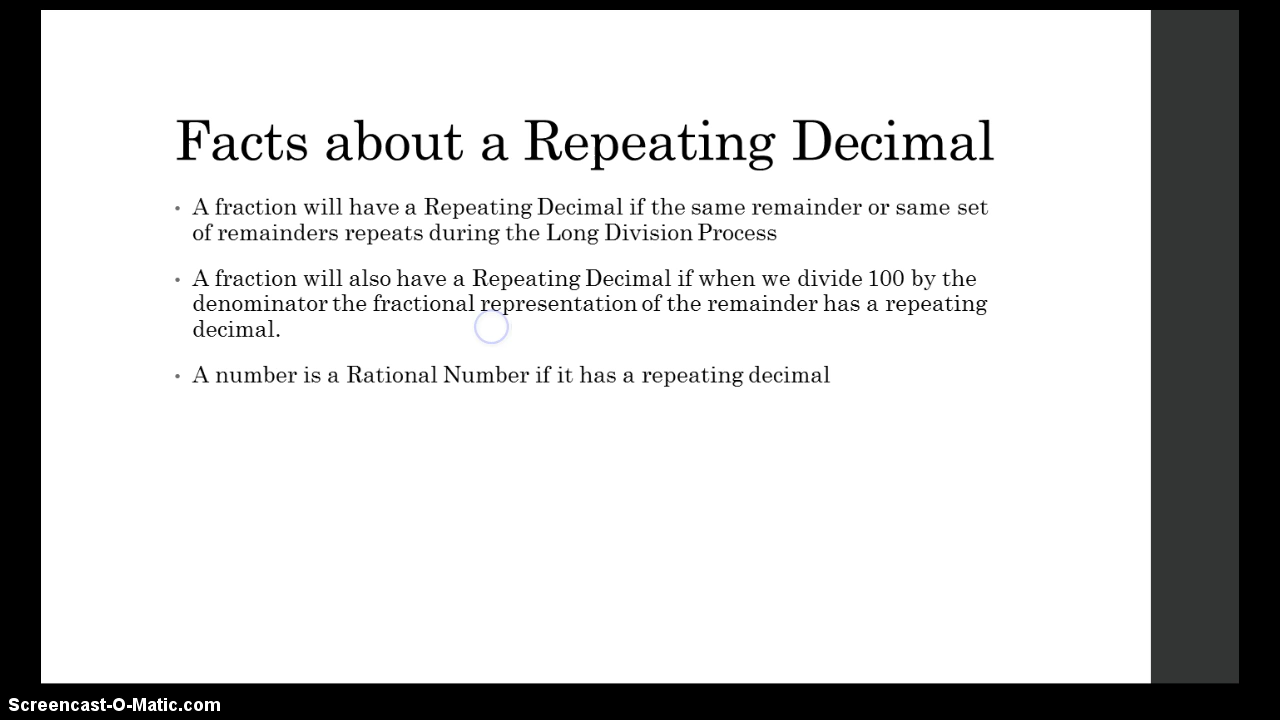 Facts about a Repeating Decimal
• A fraction will have a Repeating Decimal if the same remainder or same set
of remainders repeats during the Long Division Process
• A fraction will also have a Repeating Decimal if when we divide 100 by the
denominator the fractional representation of the remainder has a repeating
decimal.
• A number is a Rational Number if it has a repeating decimal
Screencast-O-Matic.com